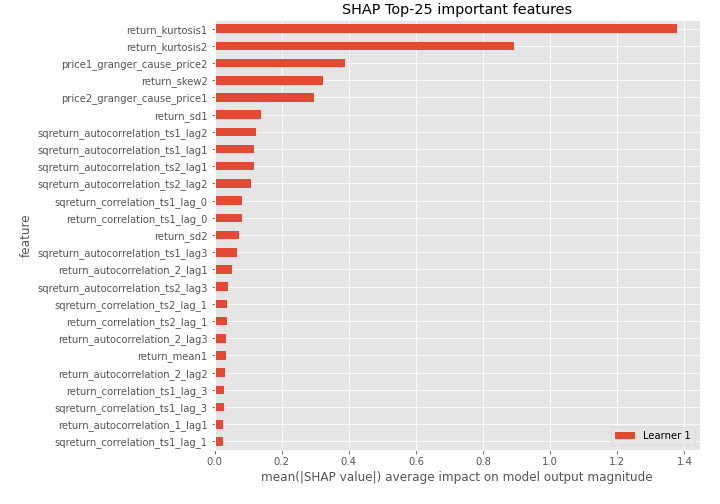 SHAP Top-25 important features
return_kurtosis1
return_kurtosis2
price1_granger_cause_price2
return_skew2
price2_granger_cause_price1
return_sd1
sqreturn_autocorrelation_ts1_lag2
sqreturn_autocorrelation_ts1_lag1
sqreturn_autocorrelation_ts2_lag1
sqreturn_autocorrelation_ts2_lag2
sqreturn_correlation_ts1_lag_0
return_correlation_ts1_lag_0
return_sd2
sqreturn_autocorrelation_ts1_lag3
return_autocorrelation_2_lag1
sqreturn_autocorrelation_ts2_lag3
sqreturn_correlation_ts2_lag_1
return_correlation_ts2_lag_1
return_autocorrelation_2_lag3
return_mean1
return_autocorrelation_2_lag2
return_correlation_ts1_lag_3
sqreturn_correlation_ts1_lag_3
return_autocorrelation_1_lag1
sqreturn_correlation_ts1_lag_1
feature
Learner 1
0.0 0.2 0.4 0.6 0.8 1.0 1.2 1.4
mean(|SHAP value|) average impact on model output magnitude